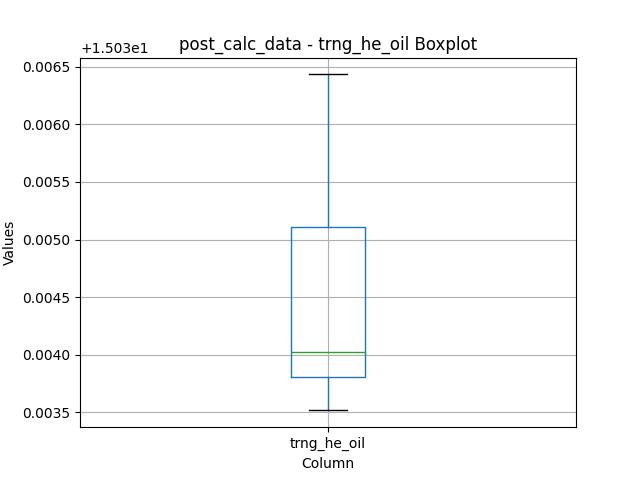 +1.503e1
post_calc_data - trng_he_oil Boxplot
0.0065
0.0060
0.0055
0.0050
0.0045
0.0040
0.0035
Values
trng_he_oil
Column